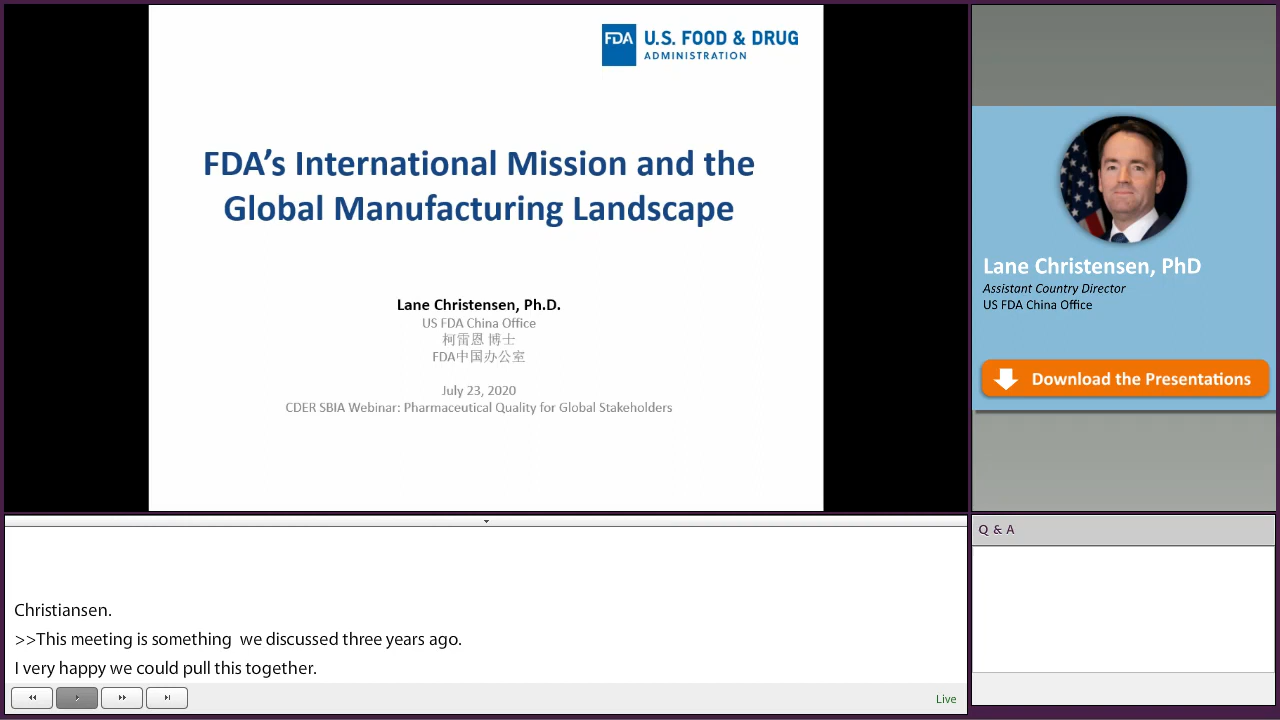 FDA
U.S. FOOD & DRUG
ADMINISTRATION
FDA’s International Mission and the
Global Manufacturing Landscape
Lane Christensen, Ph.D.
US FDA China Office
柯雷恩 博士
FDA中国办公室
July 23, 2020
CDER SBIA Webinar: Pharmaceutical Quality for Global Stakeholders
Lane Christensen, PhD
Assistant Country Director
US FDA China Office
Download the Presentations
Christiansen.
>>This meeting is something  we discussed three years ago.
I very happy we could pull this together.
Live
Q & A